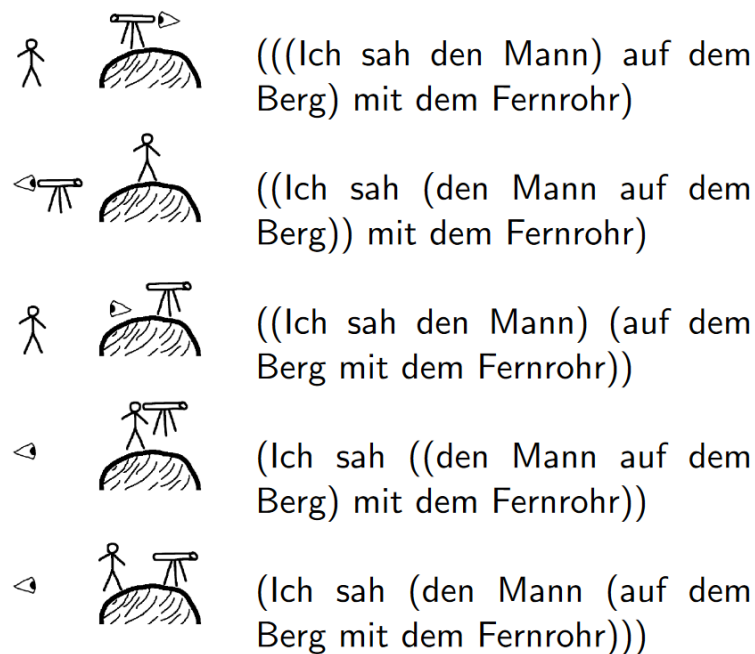 (((Ich sah den Mann) auf dem
Berg) mit dem Fernrohr)
((Ich sah (den Mann auf dem
Berg)) mit dem Fernrohr)
((Ich sah den Mann) (auf dem
Berg mit dem Fernrohr))
(Ich sah ((den Mann auf dem
Berg) mit dem Fernrohr))
(Ich sah (den Mann (auf dem
Berg mit dem Fernrohr)))